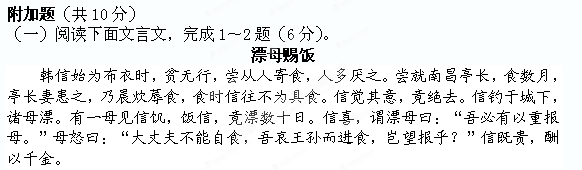 附加题（共10分）
（一）阅读下面文言文，完成1～2题（6分）。
漂母赐饭
韩信始为布衣时，贫无行，尝从人寄食，人多厌之。尝就南昌亭长，食数月，
亭长妻患之，乃晨炊蓐食，食时信往不为具食。信觉其意，竟绝去。信钓于城下，
诸母漂。有一母见信饥，饭信，竟漂数十日。信喜，谓漂母曰：“吾必有以重报
母。”母怒曰：“大丈夫不能自食，吾哀王孙而进食，岂望报乎？”信既贵，酬
以千金。